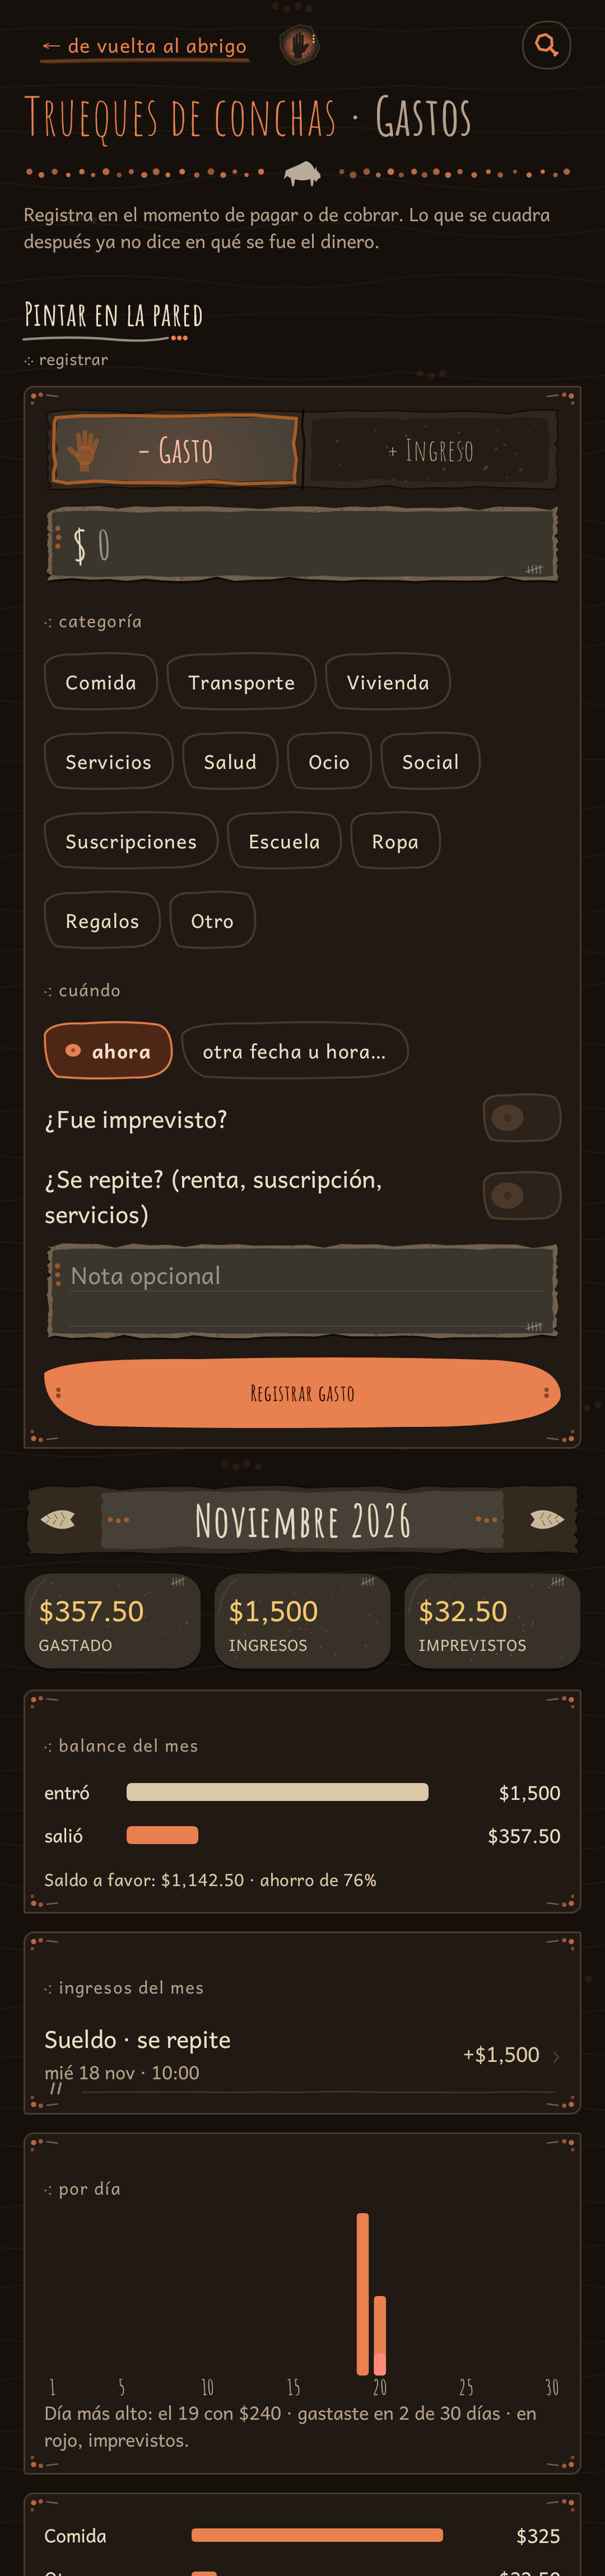 ← de vuelta al abrigo
Trueques de conchas · Gastos
Registra en el momento de pagar o de cobrar. Lo que se cuadra
después ya no dice en qué se fue el dinero.
Pintar en la pared
·: registrar
– Gasto
+ Ingreso
$ 0
·: categoría
Comida Transporte Vivienda
Servicios Salud Ocio Social
Suscripciones Escuela Ropa
Regalos Otro
·: cuándo
ahora otra fecha u hora...
¿Fue imprevisto?
¿Se repite? (renta, suscripción,
servicios)
Nota opcional
Registrar gasto
Noviembre 2026
$357.50 $1,500 $32.50
GASTADO INGRESOS IMPREVISTOS
·: balance del mes
entró $1,500
salió $357.50
Saldo a favor: $1,142.50 · ahorro de 76%
·: ingresos del mes
Sueldo · se repite
+$1,500 ›
mié 18 nov · 10:00
·: por día
1 5 10 15 20 25 30
Día más alto: el 19 con $240 · gastaste en 2 de 30 días · en
rojo, imprevistos.
Comida $325